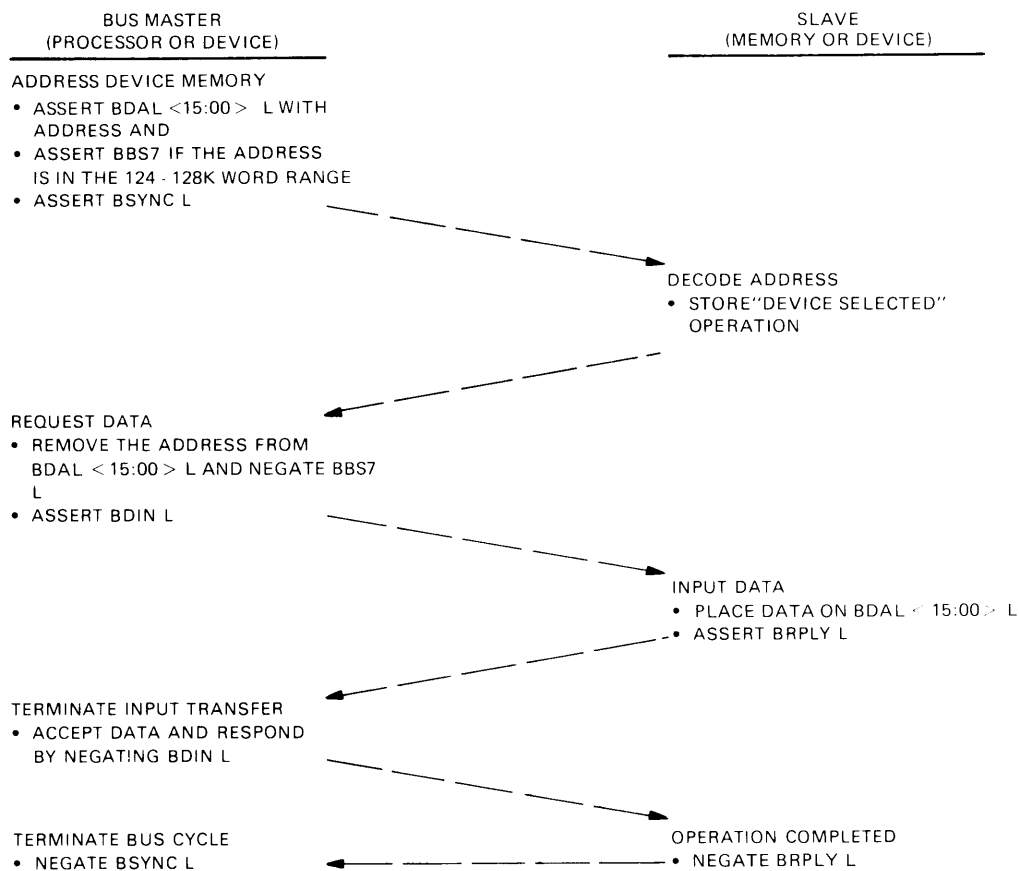 BUS MASTER
(PROCESSOR OR DEVICE)
SLAVE
(MEMORY OR DEVICE)
ADDRESS DEVICE MEMORY
• ASSERT BDAL <15:00> L WITH
ADDRESS AND
• ASSERT BBS7 IF THE ADDRESS
IS IN THE 124 - 128K WORD RANGE
• ASSERT BSYNC L
DECODE ADDRESS
• STORE "DEVICE SELECTED"
OPERATION
REQUEST DATA
• REMOVE THE ADDRESS FROM
BDAL <15:00> L AND NEGATE BBS7
L
• ASSERT BDIN L
INPUT DATA
• PLACE DATA ON BDAL <15:00> L
• ASSERT BRPLY L
TERMINATE INPUT TRANSFER
• ACCEPT DATA AND RESPOND
BY NEGATING BDIN L
OPERATION COMPLETED
• NEGATE BRPLY L
TERMINATE BUS CYCLE
• NEGATE BSYNC L